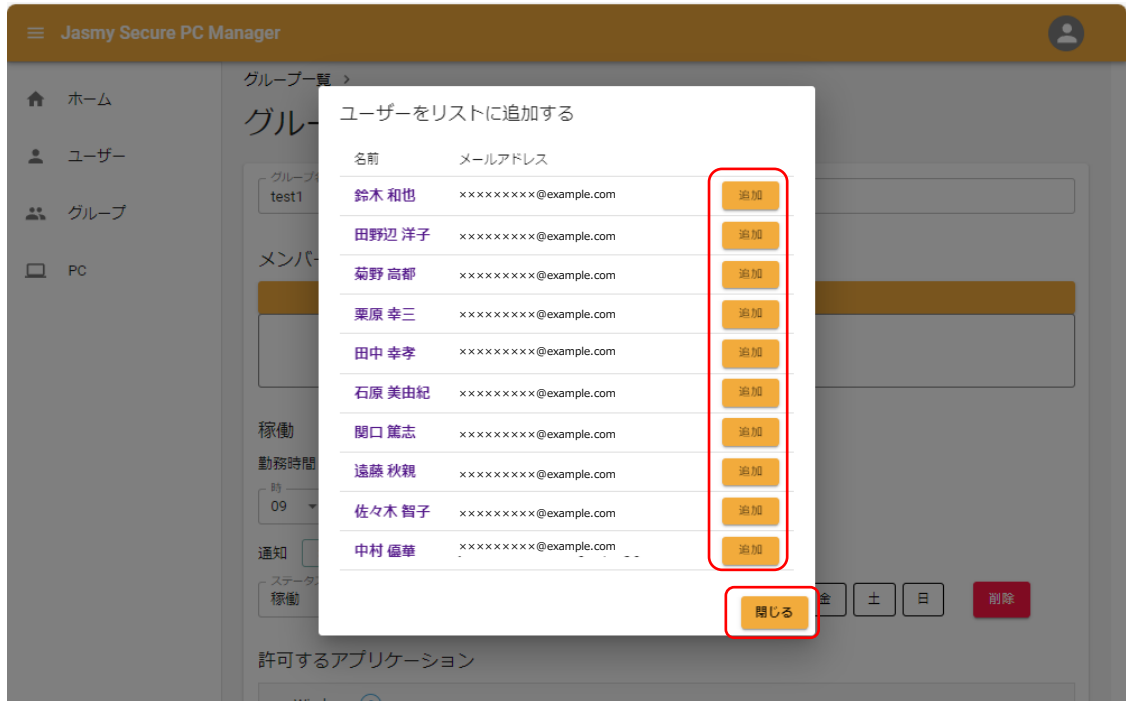 Jasmy Secure PC Manager
ホーム
ユーザー
グループ
PC
グループ一覧 >
グルー
test1
メンバー
稼働
勤務時間
時
09
通知
稼働
金 土 日 削除
許可するアプリケーション
ユーザーをリストに追加する
名前 メールアドレス
鈴木 和也 ×××××××××@example.com 追加
田野辺 洋子 ×××××××××@example.com 追加
菊野 高都 ×××××××××@example.com 追加
栗原 幸三 ×××××××××@example.com 追加
田中 幸孝 ×××××××××@example.com 追加
石原 美由紀 ×××××××××@example.com 追加
関口 篤志 ×××××××××@example.com 追加
遠藤 秋親 ×××××××××@example.com 追加
佐々木 智子 ×××××××××@example.com 追加
中村 優華 ×××××××××@example.com 追加
閉じる